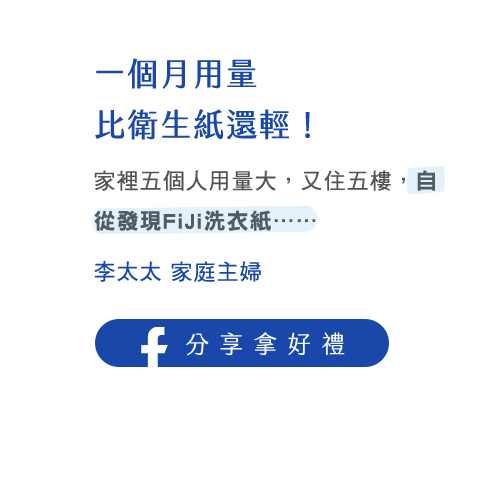 一個月用量
比衛生紙還輕！
家裡五個人用量大，又住五樓，自
從發現FiJi洗衣紙⋯⋯
李太太 家庭主婦
分享拿好禮